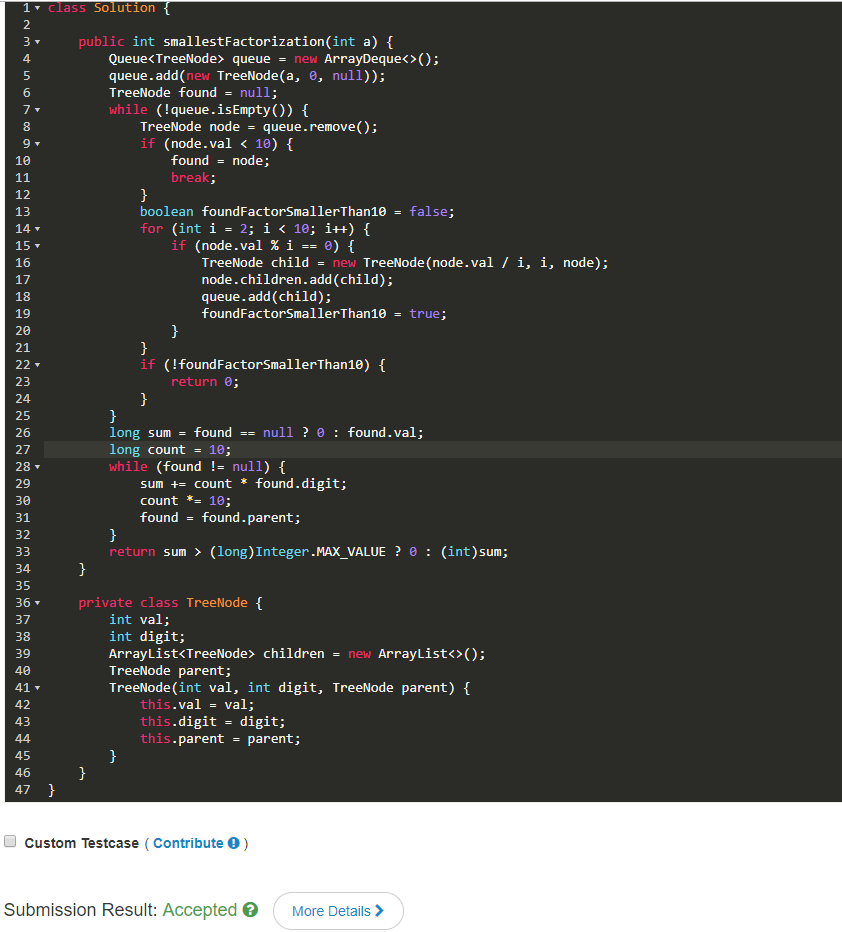 1 class Solution {
2
3     public int smallestFactorization(int a) {
4         Queue<TreeNode> queue = new ArrayDeque<>();
5         queue.add(new TreeNode(a, 0, null));
6         TreeNode found = null;
7         while (!queue.isEmpty()) {
8             TreeNode node = queue.remove();
9             if (node.val < 10) {
10                 found = node;
11                 break;
12             }
13             boolean foundFactorSmallerThan10 = false;
14             for (int i = 2; i < 10; i++) {
15                 if (node.val % i == 0) {
16                     TreeNode child = new TreeNode(node.val / i, i, node);
17                     node.children.add(child);
18                     queue.add(child);
19                     foundFactorSmallerThan10 = true;
20                 }
21             }
22             if (!foundFactorSmallerThan10) {
23                 return 0;
24             }
25         }
26         long sum = found == null ? 0 : found.val;
27         long count = 10;
28         while (found != null) {
29             sum += count * found.digit;
30             count *= 10;
31             found = found.parent;
32         }
33         return sum > (long)Integer.MAX_VALUE ? 0 : (int)sum;
34     }
35
36     private class TreeNode {
37         int val;
38         int digit;
39         ArrayList<TreeNode> children = new ArrayList<>();
40         TreeNode parent;
41         TreeNode(int val, int digit, TreeNode parent) {
42             this.val = val;
43             this.digit = digit;
44             this.parent = parent;
45         }
46     }
47 }
Custom Testcase ( Contribute )
Submission Result: Accepted More Details